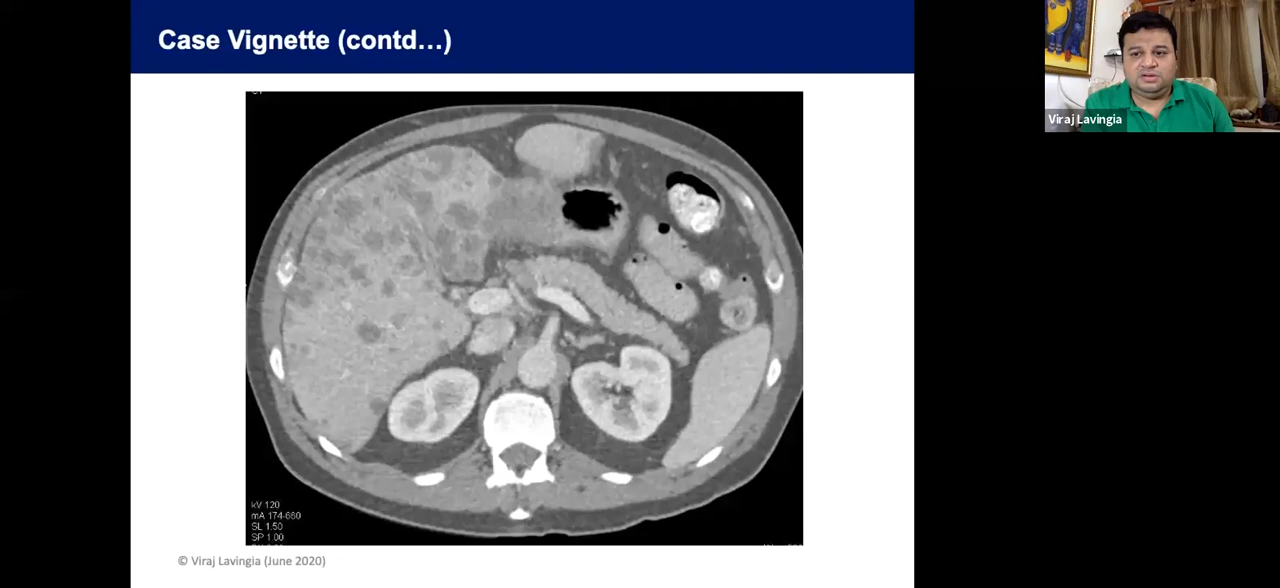 Case Vignette (contd…)
Viraj Lavingia
kV 120
mA 174-660
SL 1.50
SP 1.00
© Viraj Lavingia (June 2020)